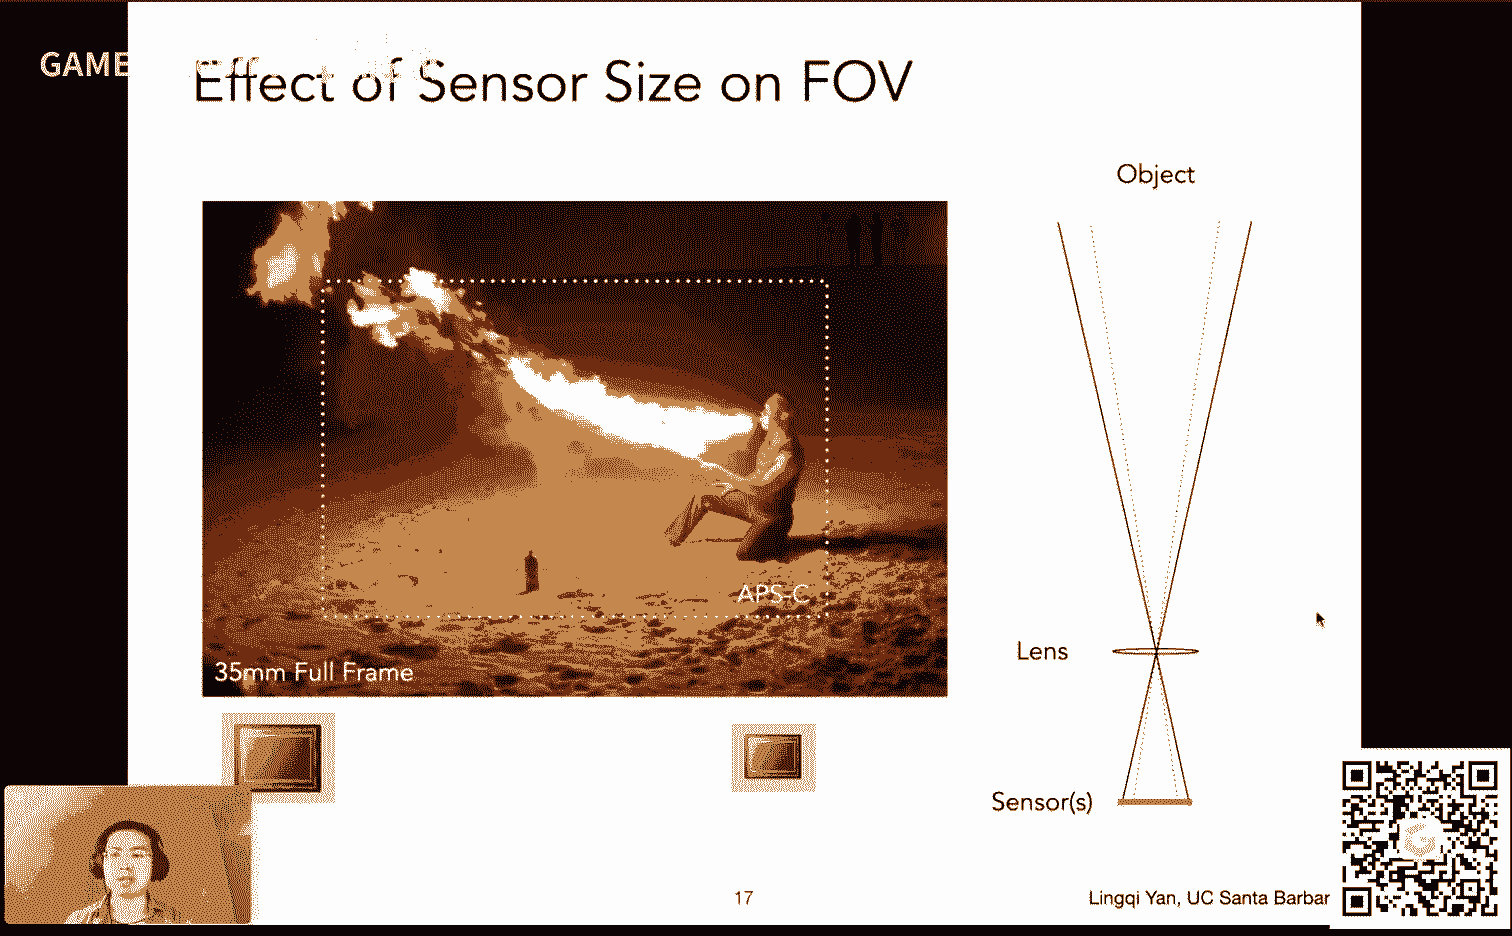 GAME
Effect of Sensor Size on FOV
Object
APS-C
Lens
35mm Full Frame
Sensor(s)
17
Lingqi Yan, UC Santa Barbar